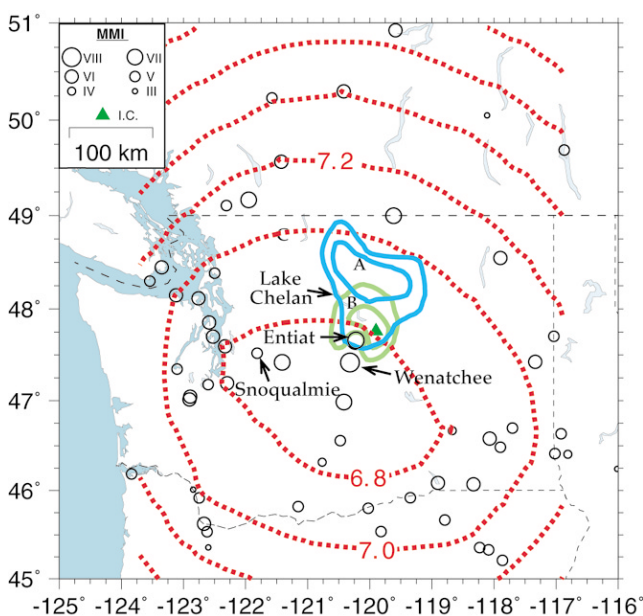 51°
50°
49°
48°
47°
46°
45°
MMI
VIII VII
VI V
IV III
I.C.
100 km
7.2
C
A
Lake
Chelan
B
Entiat
Snoqualmie
Wenatchee
6.8
7.0
-125 -124 -123 -122 -121 -120 -119 -118 -117 -116